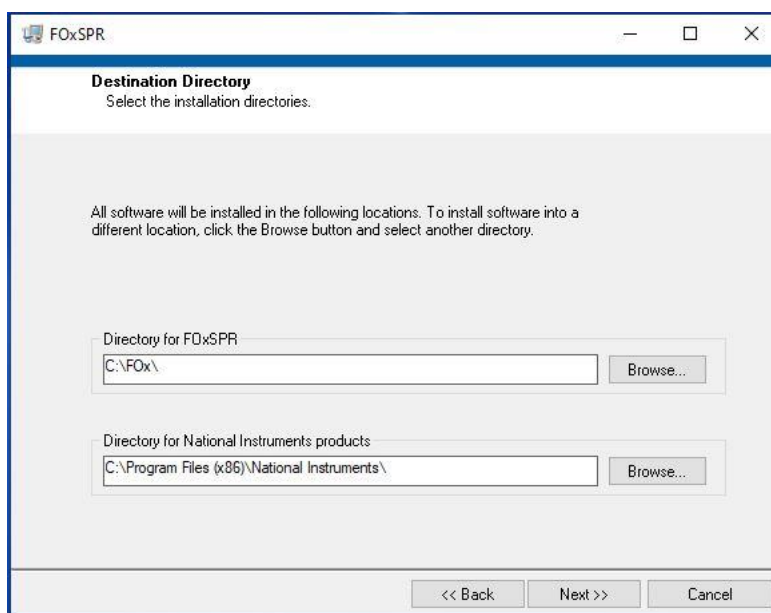 FOxSPR
Destination Directory
Select the installation directories.
All software will be installed in the following locations. To install software into a
different location, click the Browse button and select another directory.
Directory for FOxSPR
C:\FOx\
Browse...
Directory for National Instruments products
C:\Program Files (x86)\National Instruments\
Browse...
<< Back
Next >>
Cancel